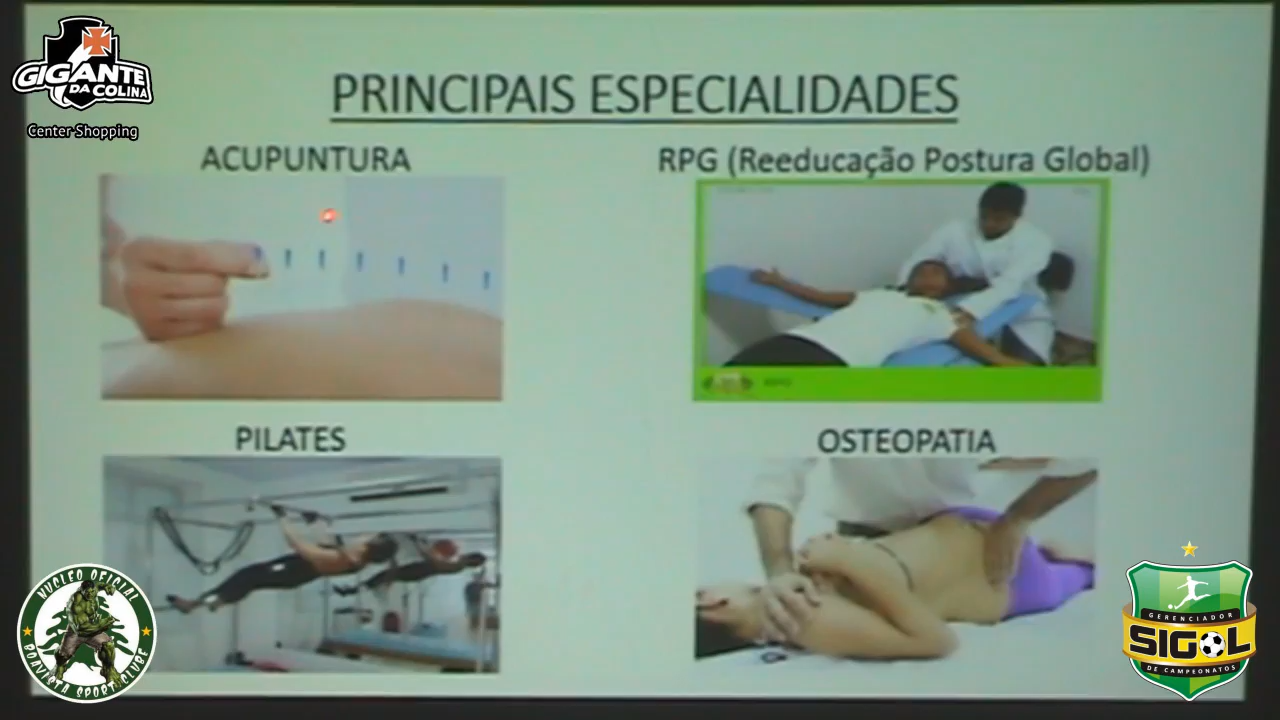 GIGANTE
DA COLINA
Center Shopping
PRINCIPAIS ESPECIALIDADES
ACUPUNTURA
RPG (Reeducação Postura Global)
PILATES
OSTEOPATIA
NÚCLEO OFICIAL
BOAVISTA SPORT CLUBE
GERENCIADOR
SIGOL
DE CAMPEONATOS